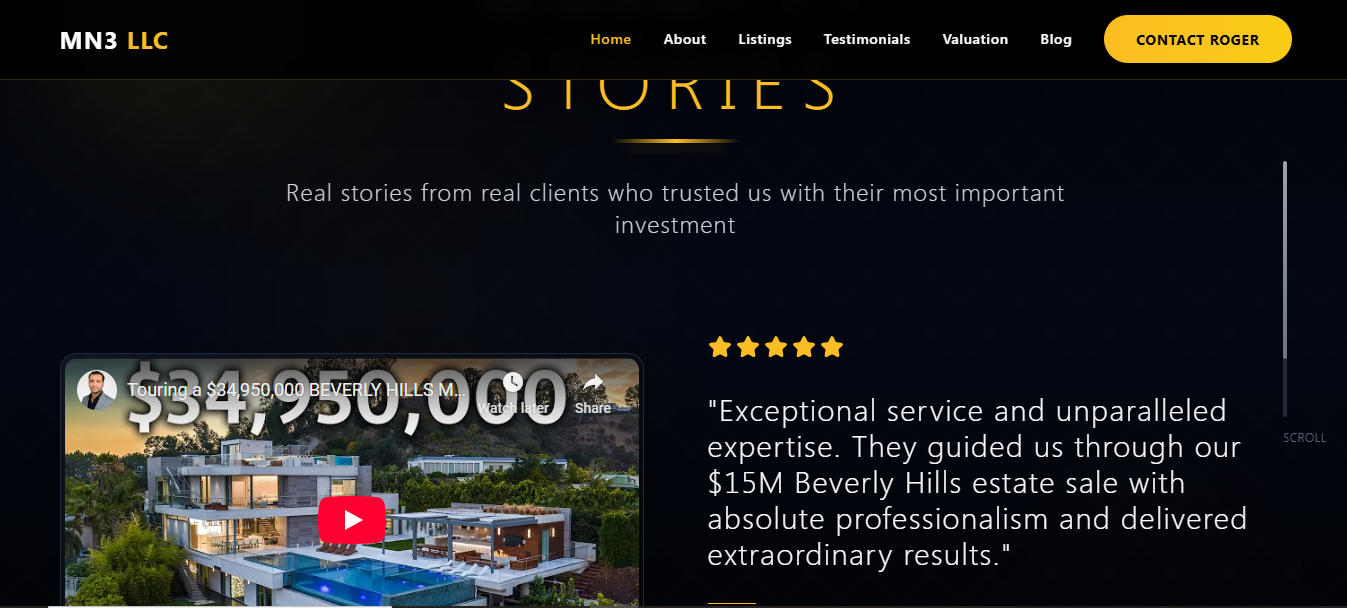 MN3 LLC
Home
About
Listings
Testimonials
Valuation
Blog
CONTACT ROGER
STORIES
Real stories from real clients who trusted us with their most important
investment
$34,950,000
Touring a $34,950,000 BEVERLY HILLS M...
Watch later
Share
"Exceptional service and unparalleled
expertise. They guided us through our
$15M Beverly Hills estate sale with
absolute professionalism and delivered
extraordinary results."
SCROLL